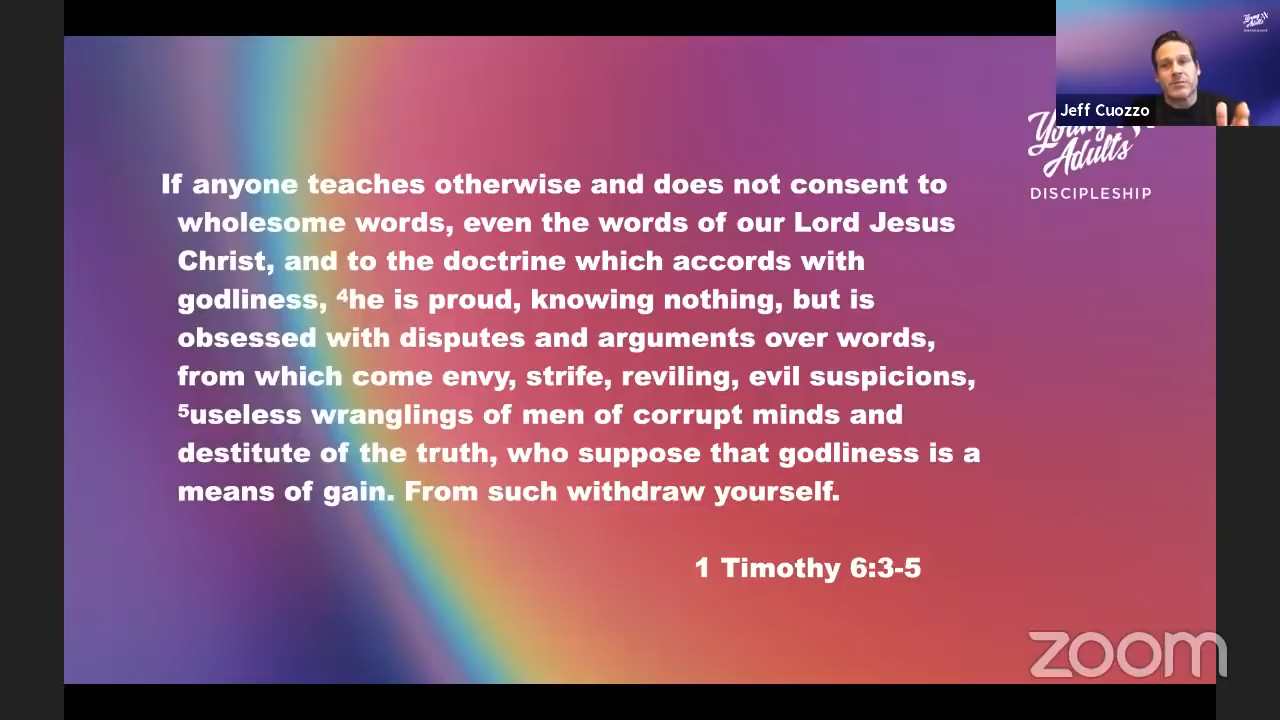 Young
Adults
DISCIPLESHIP
Jeff Cuozzo
Young
Adults
DISCIPLESHIP
If anyone teaches otherwise and does not consent to
wholesome words, even the words of our Lord Jesus
Christ, and to the doctrine which accords with
godliness, ⁴he is proud, knowing nothing, but is
obsessed with disputes and arguments over words,
from which come envy, strife, reviling, evil suspicions,
⁵useless wranglings of men of corrupt minds and
destitute of the truth, who suppose that godliness is a
means of gain. From such withdraw yourself.
1 Timothy 6:3-5
zoom